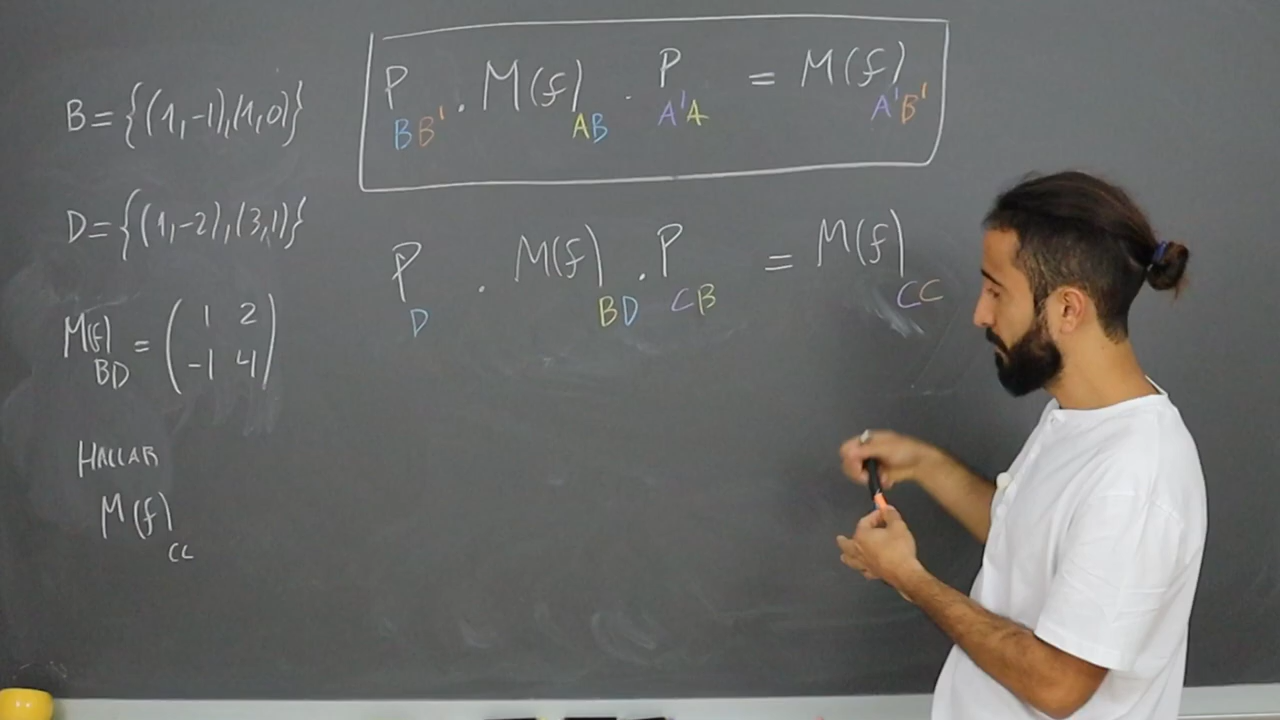 B={(1,-1),(1,0)}
D={(1,-2),(3,1)}
M(f)BD = (1 2
-1 4)
HALLAR
M(f)CC
P BB' . M(f)AB . P A'A = M(f)A'B'
P D . M(f)BD . P CB = M(f)CC